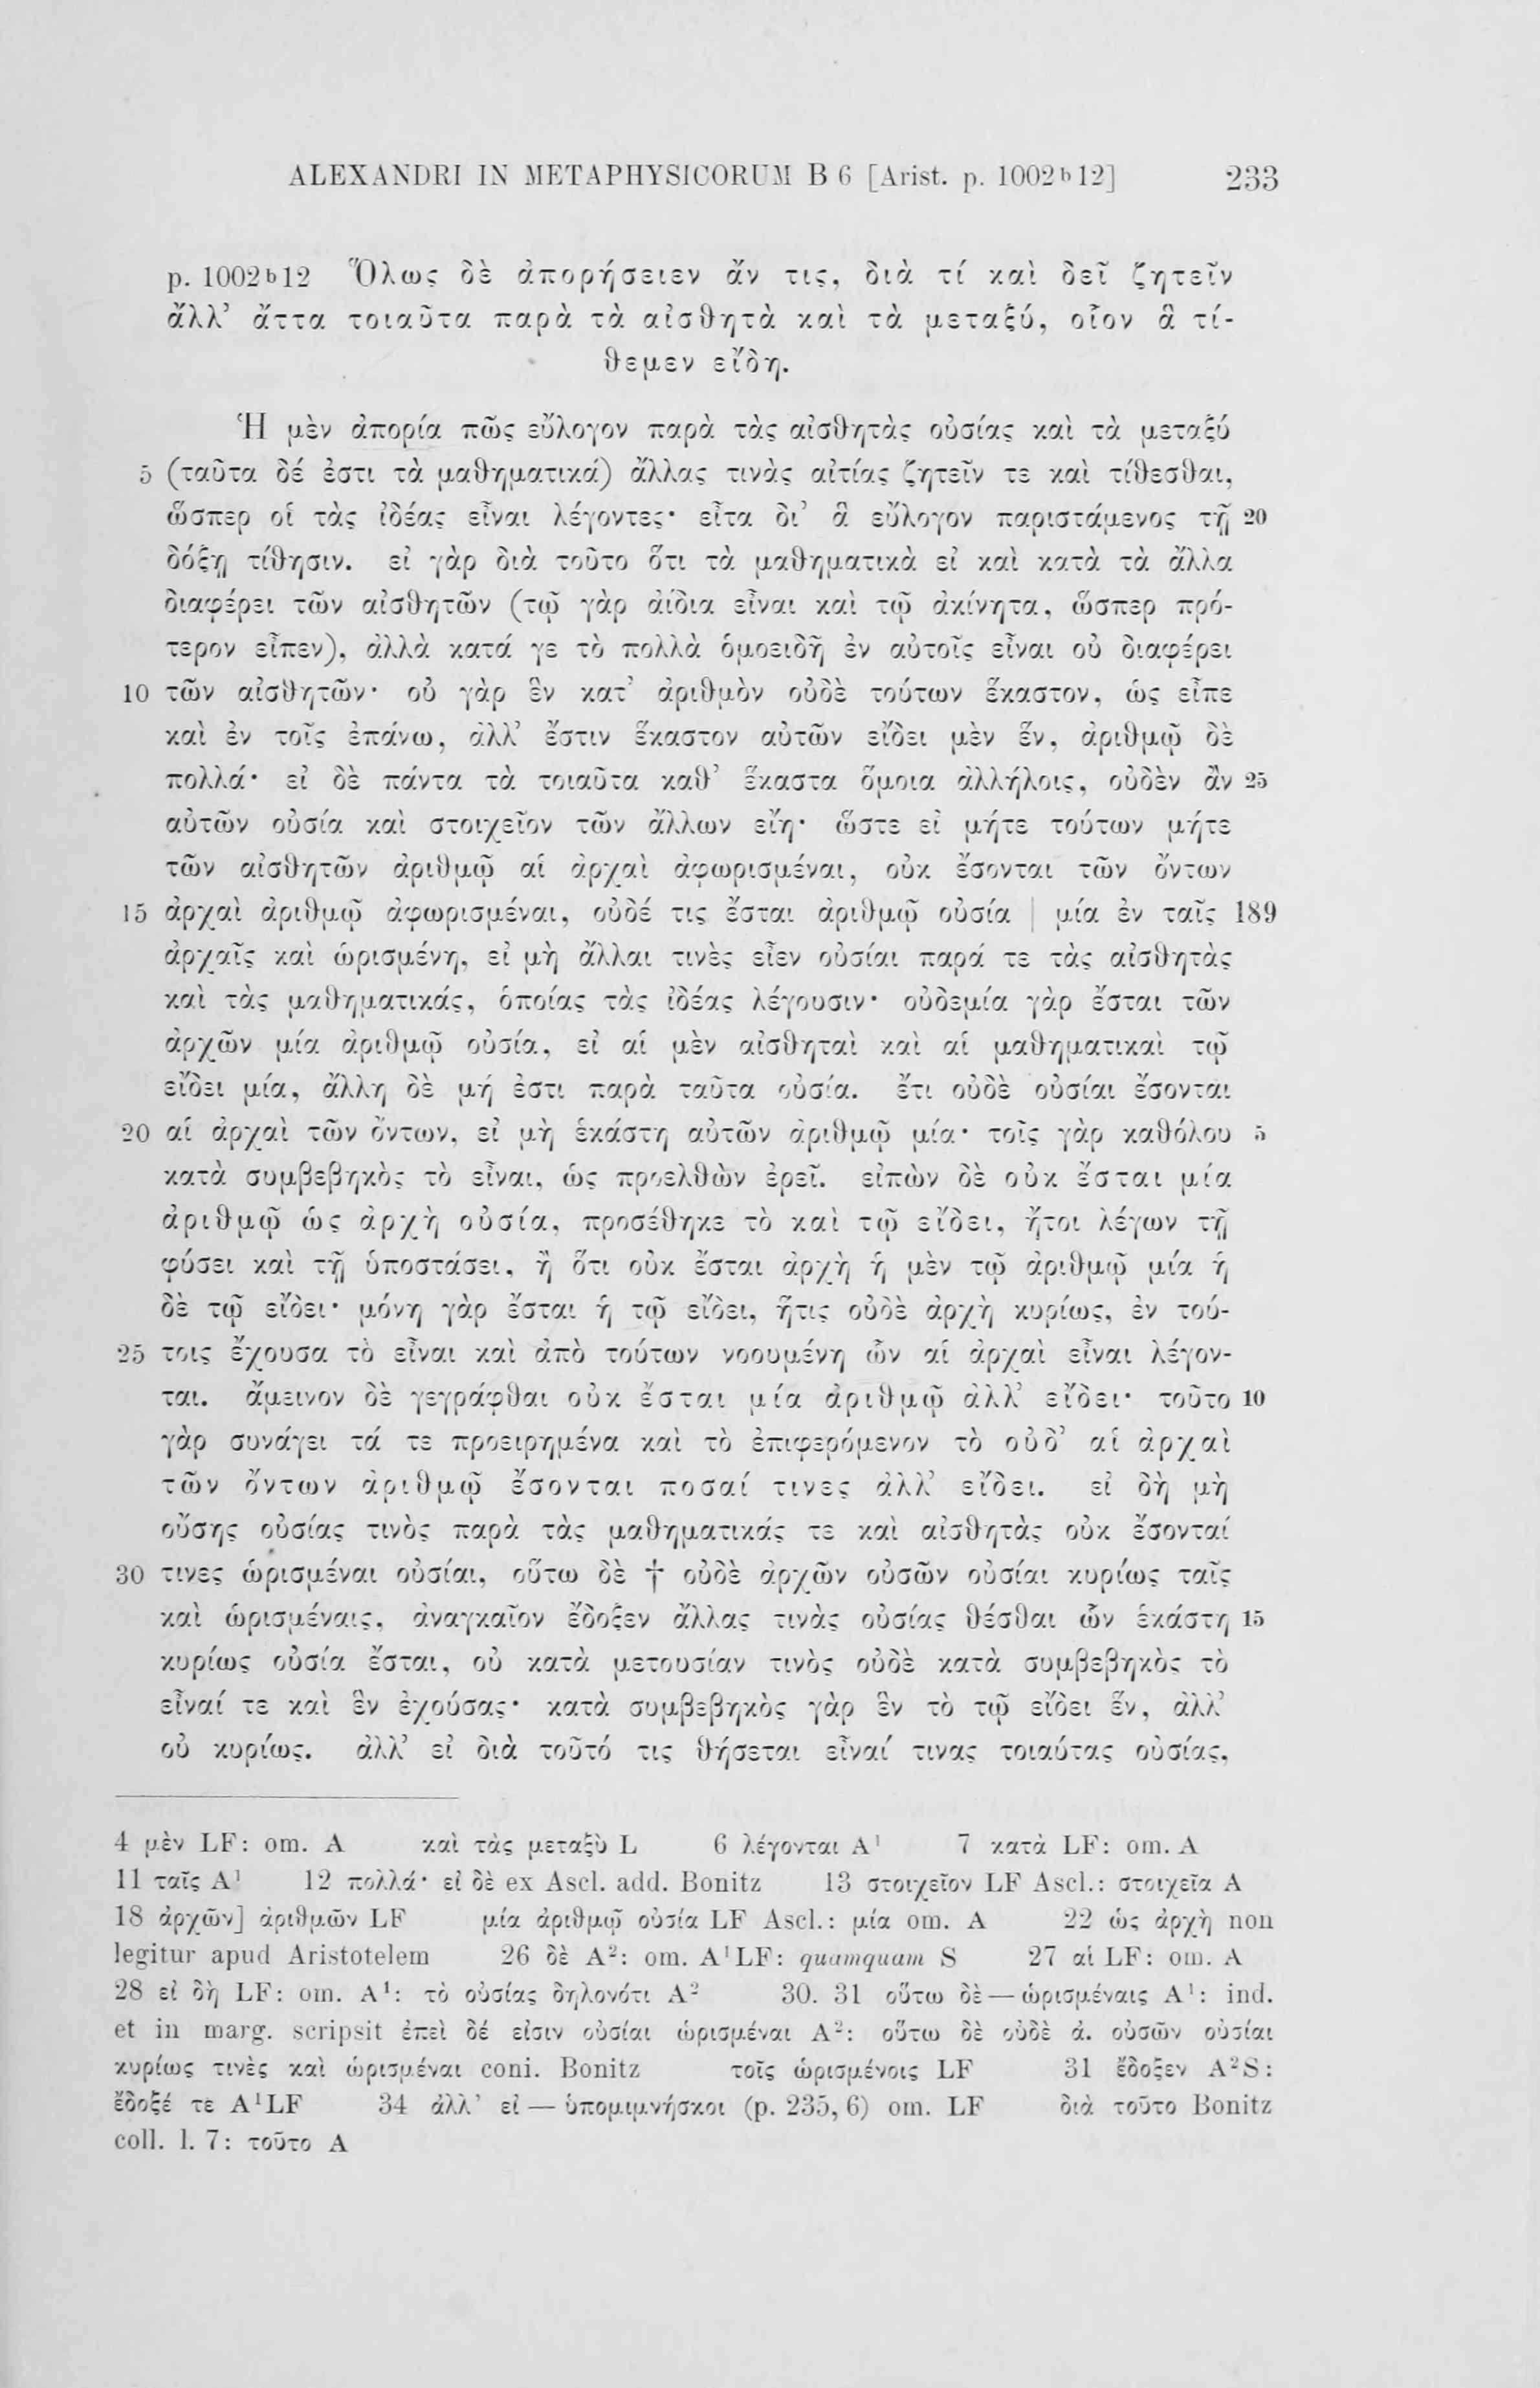 ALEXANDRI IN METAPHYSICORUM B 6 [Arist. p. 1002ᵇ12] 233
p. 1002ᵇ12 Ὅλως δὲ ἀπορήσειεν ἄν τις, διὰ τί καὶ δεῖ ζητεῖν
ἄλλ’ ἄττα τοιαῦτα παρὰ τὰ αἰσθητὰ καὶ τὰ μεταξύ, οἷον ἃ τί-
θεμεν εἴδη.
Ἡ μὲν ἀπορία πῶς εὔλογον παρὰ τὰς αἰσθητὰς οὐσίας καὶ τὰ μεταξύ
5 (ταῦτα δέ ἐστι τὰ μαθηματικά) ἄλλας τινὰς αἰτίας ζητεῖν τε καὶ τίθεσθαι,
ὥσπερ οἱ τὰς ἰδέας εἶναι λέγοντες· εἶτα δι’ ἃ εὔλογον παριστάμενος τῇ 20
δόξῃ τίθησιν. εἰ γὰρ διὰ τοῦτο ὅτι τὰ μαθηματικὰ εἰ καὶ κατὰ τὰ ἄλλα
διαφέρει τῶν αἰσθητῶν (τῷ γὰρ ἀίδια εἶναι καὶ τῷ ἀκίνητα, ὥσπερ πρό-
τερον εἶπεν), ἀλλὰ κατά γε τὸ πολλὰ ὁμοειδῆ ἐν αὐτοῖς εἶναι οὐ διαφέρει
10 τῶν αἰσθητῶν· οὐ γὰρ ἓν κατ’ ἀριθμὸν οὐδὲ τούτων ἕκαστον, ὡς εἶπε
καὶ ἐν τοῖς ἐπάνω, ἀλλ’ ἔστιν ἕκαστον αὐτῶν εἴδει μὲν ἕν, ἀριθμῷ δὲ
πολλά· εἰ δὲ πάντα τὰ τοιαῦτα καθ’ ἕκαστα ὅμοια ἀλλήλοις, οὐδὲν ἂν 25
αὐτῶν οὐσία καὶ στοιχεῖον τῶν ἄλλων εἴη· ὥστε εἰ μήτε τούτων μήτε
τῶν αἰσθητῶν ἀριθμῷ αἱ ἀρχαὶ ἀφωρισμέναι, οὐκ ἔσονται τῶν ὄντων
15 ἀρχαὶ ἀριθμῷ ἀφωρισμέναι, οὐδέ τις ἔσται ἀριθμῷ οὐσία | μία ἐν ταῖς 189
ἀρχαῖς καὶ ὡρισμένη, εἰ μὴ ἄλλαι τινὲς εἶεν οὐσίαι παρά τε τὰς αἰσθητὰς
καὶ τὰς μαθηματικάς, ὁποίας τὰς ἰδέας λέγουσιν· οὐδεμία γὰρ ἔσται τῶν
ἀρχῶν μία ἀριθμῷ οὐσία, εἰ αἱ μὲν αἰσθηταὶ καὶ αἱ μαθηματικαὶ τῷ
εἴδει μία, ἄλλη δὲ μή ἐστι παρὰ ταῦτα οὐσία. ἔτι οὐδὲ οὐσίαι ἔσονται
20 αἱ ἀρχαὶ τῶν ὄντων, εἰ μὴ ἑκάστη αὐτῶν ἀριθμῷ μία· τοῖς γὰρ καθόλου 5
κατὰ συμβεβηκὸς τὸ εἶναι, ὡς προελθὼν ἐρεῖ. εἰπὼν δὲ οὐκ ἔσται μία
ἀριθμῷ ὡς ἀρχὴ οὐσία, προσέθηκε τὸ καὶ τῷ εἴδει, ἤτοι λέγων τῇ
φύσει καὶ τῇ ὑποστάσει, ἢ ὅτι οὐκ ἔσται ἀρχὴ ἡ μὲν τῷ ἀριθμῷ μία ἡ
δὲ τῷ εἴδει· μόνη γὰρ ἔσται ἡ τῷ εἴδει, ἥτις οὐδὲ ἀρχὴ κυρίως, ἐν τού-
25 τοις ἔχουσα τὸ εἶναι καὶ ἀπὸ τούτων νοουμένη ὧν αἱ ἀρχαὶ εἶναι λέγον-
ται. ἄμεινον δὲ γεγράφθαι οὐκ ἔσται μία ἀριθμῷ ἀλλ’ εἴδει· τοῦτο 10
γὰρ συνάγει τά τε προειρημένα καὶ τὸ ἐπιφερόμενον τὸ οὐδ’ αἱ ἀρχαὶ
τῶν ὄντων ἀριθμῷ ἔσονται ποσαί τινες ἀλλ’ εἴδει. εἰ δὴ μὴ
οὔσης οὐσίας τινὸς παρὰ τὰς μαθηματικάς τε καὶ αἰσθητὰς οὐκ ἔσονταί
30 τινες ὡρισμέναι οὐσίαι, οὕτω δὲ † οὐδὲ ἀρχῶν οὐσῶν οὐσίαι κυρίως ταῖς
καὶ ὡρισμέναις, ἀναγκαῖον ἔδοξεν ἄλλας τινὰς οὐσίας θέσθαι ὧν ἑκάστη 15
κυρίως οὐσία ἔσται, οὐ κατὰ μετουσίαν τινὸς οὐδὲ κατὰ συμβεβηκὸς τὸ
εἶναί τε καὶ ἓν ἐχούσας· κατὰ συμβεβηκὸς γὰρ ἓν τὸ τῷ εἴδει ἕν, ἀλλ’
οὐ κυρίως. ἀλλ’ εἰ διὰ τοῦτό τις θήσεται εἶναί τινας τοιαύτας οὐσίας,
4 μὲν LF: om. A καὶ τὰς μεταξὺ L 6 λέγονται A¹ 7 κατὰ LF: om. A
11 ταῖς A¹ 12 πολλά· εἰ δὲ ex Ascl. add. Bonitz 13 στοιχεῖον LF Ascl.: στοιχεῖα A
18 ἀρχῶν] ἀριθμῶν LF μία ἀριθμῷ οὐσία LF Ascl.: μία om. A 22 ὡς ἀρχὴ non
legitur apud Aristotelem 26 δὲ A²: om. A¹LF: quamquam S 27 αἱ LF: om. A
28 εἰ δὴ LF: om. A¹: τὸ οὐσίας δηλονότι A² 30. 31 οὕτω δὲ — ὡρισμέναις A¹: ind.
et in marg. scripsit ἐπεὶ δέ εἰσιν οὐσίαι ὡρισμέναι A²: οὕτω δὲ οὐδὲ ἀ. οὐσῶν οὐσίαι
κυρίως τινὲς καὶ ὡρισμέναι coni. Bonitz τοῖς ὡρισμένοις LF 31 ἔδοξεν A²S:
ἔδοξέ τε A¹LF 34 ἀλλ’ εἰ — ὑπομιμνήσκοι (p. 235, 6) om. LF διὰ τοῦτο Bonitz
coll. l. 7: τοῦτο A